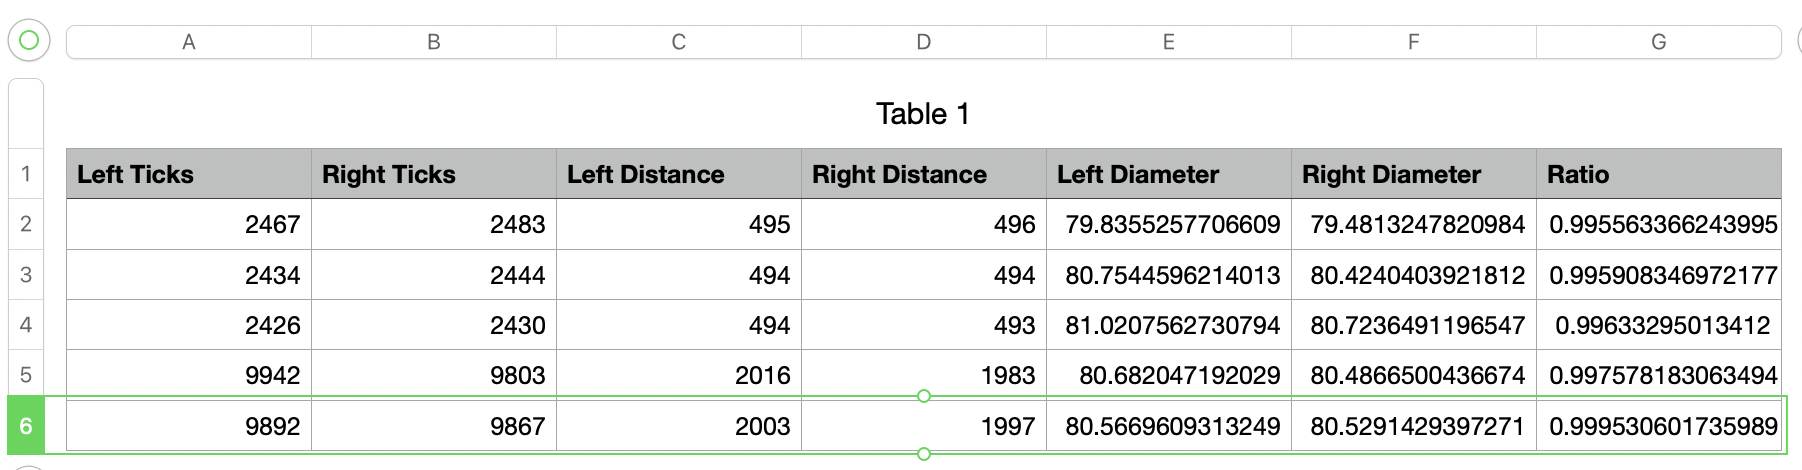 A B C D E F G
Table 1
1 Left Ticks Right Ticks Left Distance Right Distance Left Diameter Right Diameter Ratio
2 2467 2483 495 496 79.8355257706609 79.4813247820984 0.995563366243995
3 2434 2444 494 494 80.7544596214013 80.4240403921812 0.995908346972177
4 2426 2430 494 493 81.0207562730794 80.7236491196547 0.99633295013412
5 9942 9803 2016 1983 80.682047192029 80.4866500436674 0.997578183063494
6 9892 9867 2003 1997 80.5669609313249 80.5291429397271 0.999530601735989